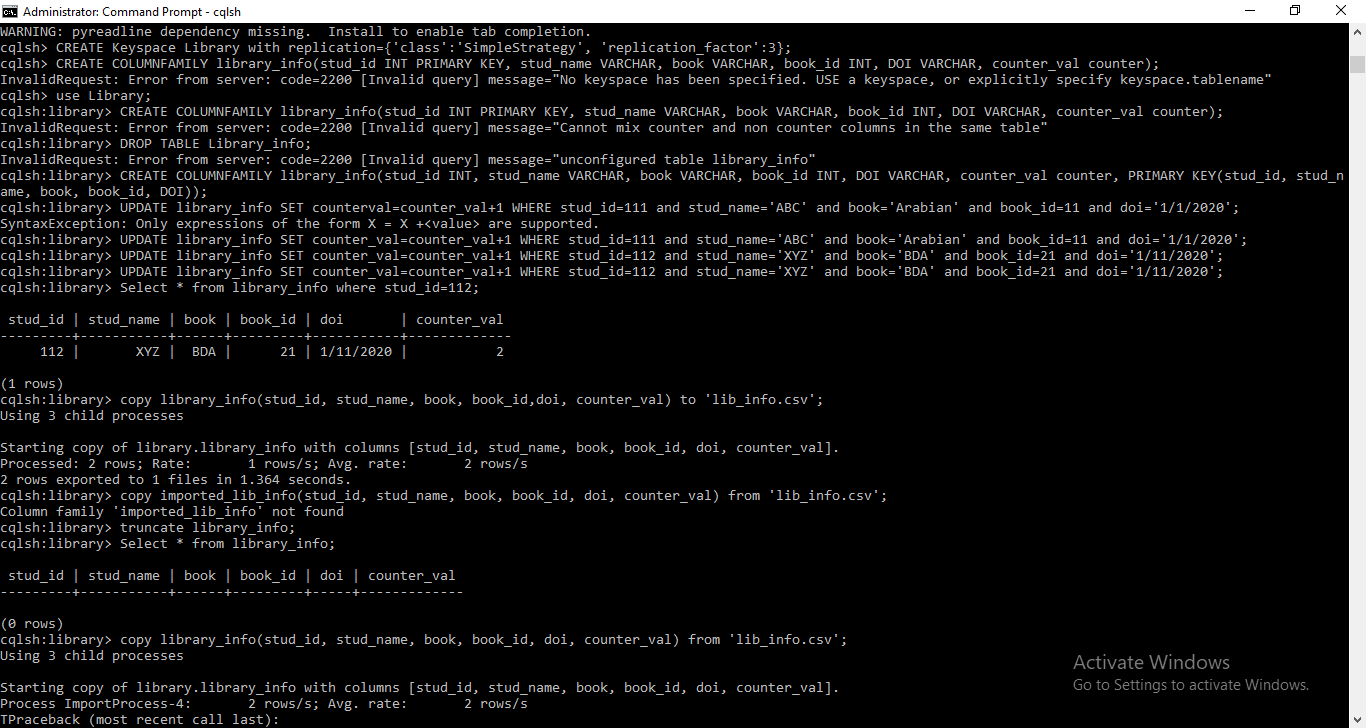 Administrator: Command Prompt - cqlsh
WARNING: pyreadline dependency missing.  Install to enable tab completion.
cqlsh> CREATE Keyspace Library with replication={'class':'SimpleStrategy', 'replication_factor':3};
cqlsh> CREATE COLUMNFAMILY library_info(stud_id INT PRIMARY KEY, stud_name VARCHAR, book VARCHAR, book_id INT, DOI VARCHAR, counter_val counter);
InvalidRequest: Error from server: code=2200 [Invalid query] message="No keyspace has been specified. USE a keyspace, or explicitly specify keyspace.tablename"
cqlsh> use Library;
cqlsh:library> CREATE COLUMNFAMILY library_info(stud_id INT PRIMARY KEY, stud_name VARCHAR, book VARCHAR, book_id INT, DOI VARCHAR, counter_val counter);
InvalidRequest: Error from server: code=2200 [Invalid query] message="Cannot mix counter and non counter columns in the same table"
cqlsh:library> DROP TABLE Library_info;
InvalidRequest: Error from server: code=2200 [Invalid query] message="unconfigured table library_info"
cqlsh:library> CREATE COLUMNFAMILY library_info(stud_id INT, stud_name VARCHAR, book VARCHAR, book_id INT, DOI VARCHAR, counter_val counter, PRIMARY KEY(stud_id, stud_n
ame, book, book_id, DOI));
cqlsh:library> UPDATE library_info SET counterval=counter_val+1 WHERE stud_id=111 and stud_name='ABC' and book='Arabian' and book_id=11 and doi='1/1/2020';
SyntaxException: Only expressions of the form X = X +<value> are supported.
cqlsh:library> UPDATE library_info SET counter_val=counter_val+1 WHERE stud_id=111 and stud_name='ABC' and book='Arabian' and book_id=11 and doi='1/1/2020';
cqlsh:library> UPDATE library_info SET counter_val=counter_val+1 WHERE stud_id=112 and stud_name='XYZ' and book='BDA' and book_id=21 and doi='1/11/2020';
cqlsh:library> UPDATE library_info SET counter_val=counter_val+1 WHERE stud_id=112 and stud_name='XYZ' and book='BDA' and book_id=21 and doi='1/11/2020';
cqlsh:library> Select * from library_info where stud_id=112;
 stud_id | stud_name | book | book_id | doi       | counter_val
---------+-----------+------+---------+-----------+-------------
     112 |       XYZ |  BDA |      21 | 1/11/2020 |           2
(1 rows)
cqlsh:library> copy library_info(stud_id, stud_name, book, book_id,doi, counter_val) to 'lib_info.csv';
Using 3 child processes
Starting copy of library.library_info with columns [stud_id, stud_name, book, book_id, doi, counter_val].
Processed: 2 rows; Rate:       1 rows/s; Avg. rate:       2 rows/s
2 rows exported to 1 files in 1.364 seconds.
cqlsh:library> copy imported_lib_info(stud_id, stud_name, book, book_id, doi, counter_val) from 'lib_info.csv';
Column family 'imported_lib_info' not found
cqlsh:library> truncate library_info;
cqlsh:library> Select * from library_info;
 stud_id | stud_name | book | book_id | doi | counter_val
---------+-----------+------+---------+-----+-------------
(0 rows)
cqlsh:library> copy library_info(stud_id, stud_name, book, book_id, doi, counter_val) from 'lib_info.csv';
Using 3 child processes
Starting copy of library.library_info with columns [stud_id, stud_name, book, book_id, doi, counter_val].
Process ImportProcess-4:       2 rows/s; Avg. rate:       2 rows/s
TPraceback (most recent call last):
Activate Windows
Go to Settings to activate Windows.